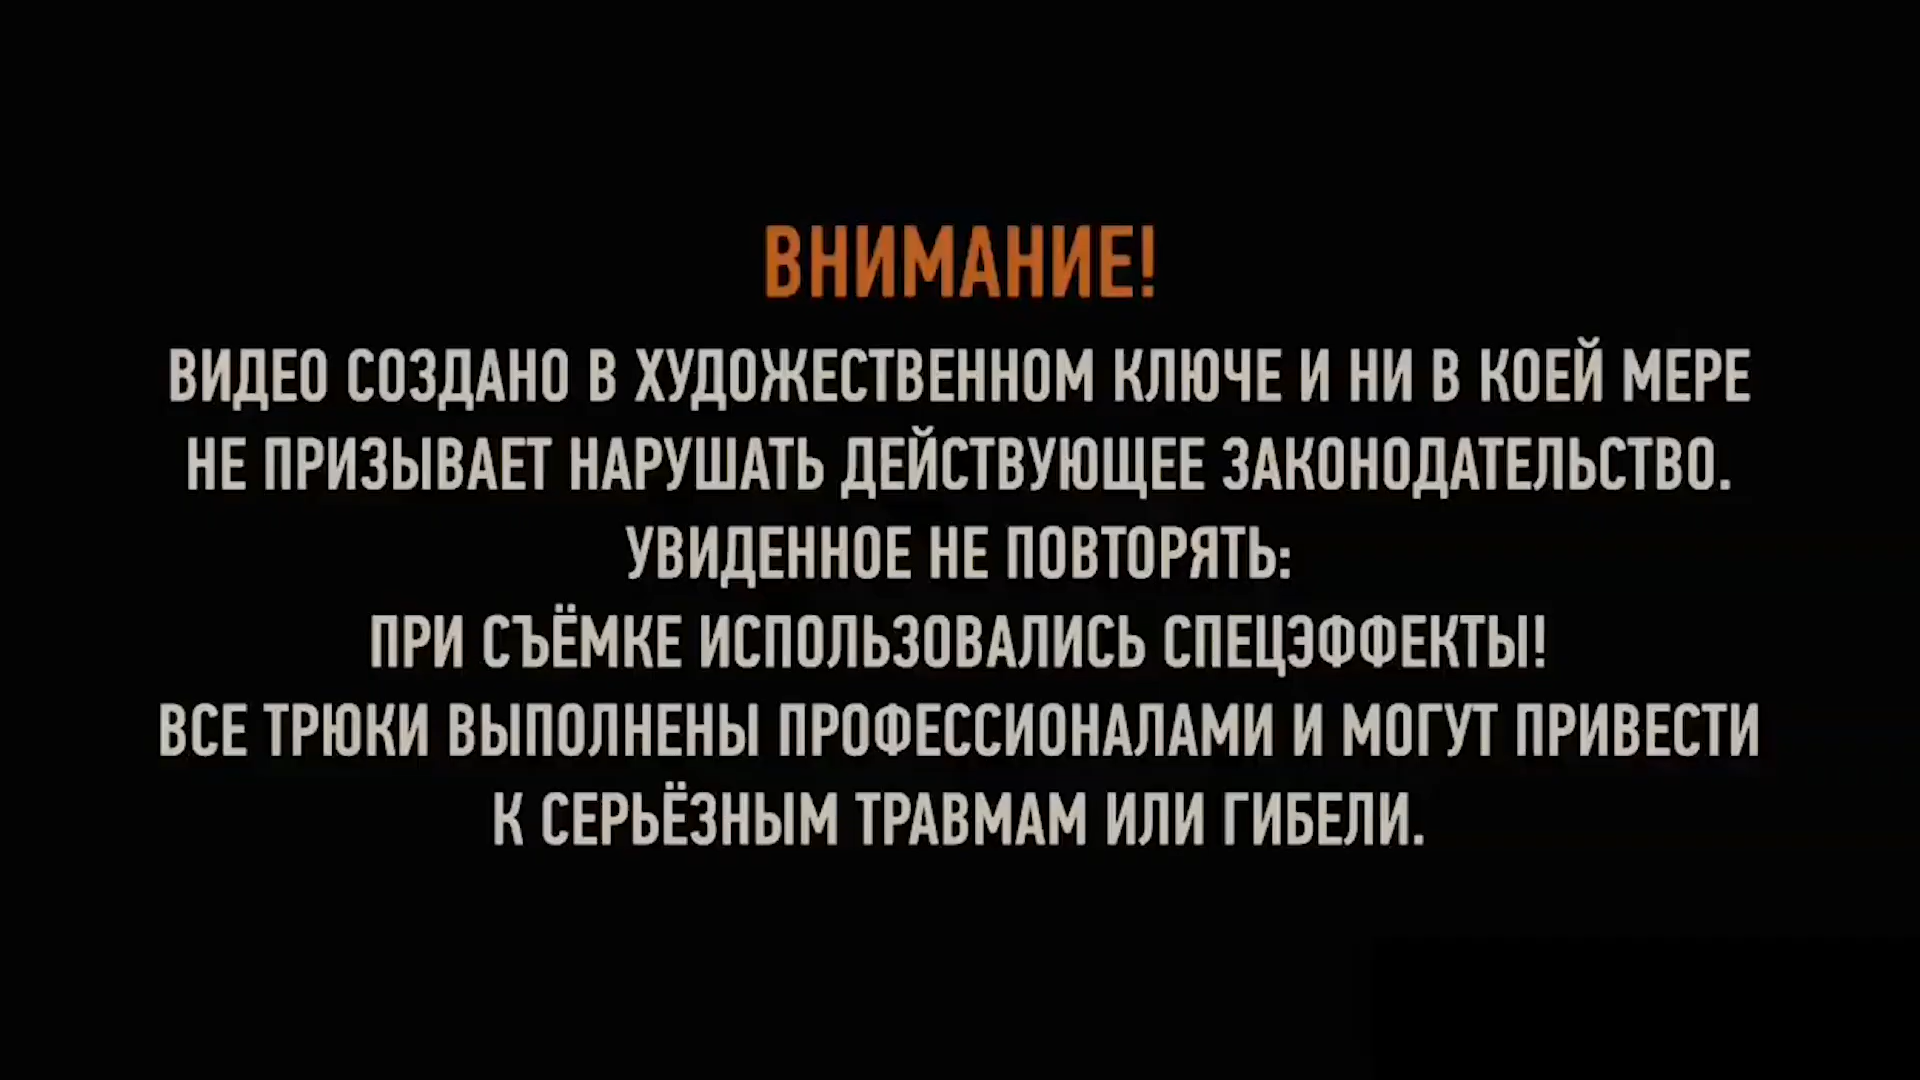 ВНИМАНИЕ!
ВИДЕО СОЗДАНО В ХУДОЖЕСТВЕННОМ КЛЮЧЕ И НИ В КОЕЙ МЕРЕ
НЕ ПРИЗЫВАЕТ НАРУШАТЬ ДЕЙСТВУЮЩЕЕ ЗАКОНОДАТЕЛЬСТВО.
УВИДЕННОЕ НЕ ПОВТОРЯТЬ:
ПРИ СЪЁМКЕ ИСПОЛЬЗОВАЛИСЬ СПЕЦЭФФЕКТЫ!
ВСЕ ТРЮКИ ВЫПОЛНЕНЫ ПРОФЕССИОНАЛАМИ И МОГУТ ПРИВЕСТИ
К СЕРЬЁЗНЫМ ТРАВМАМ ИЛИ ГИБЕЛИ.